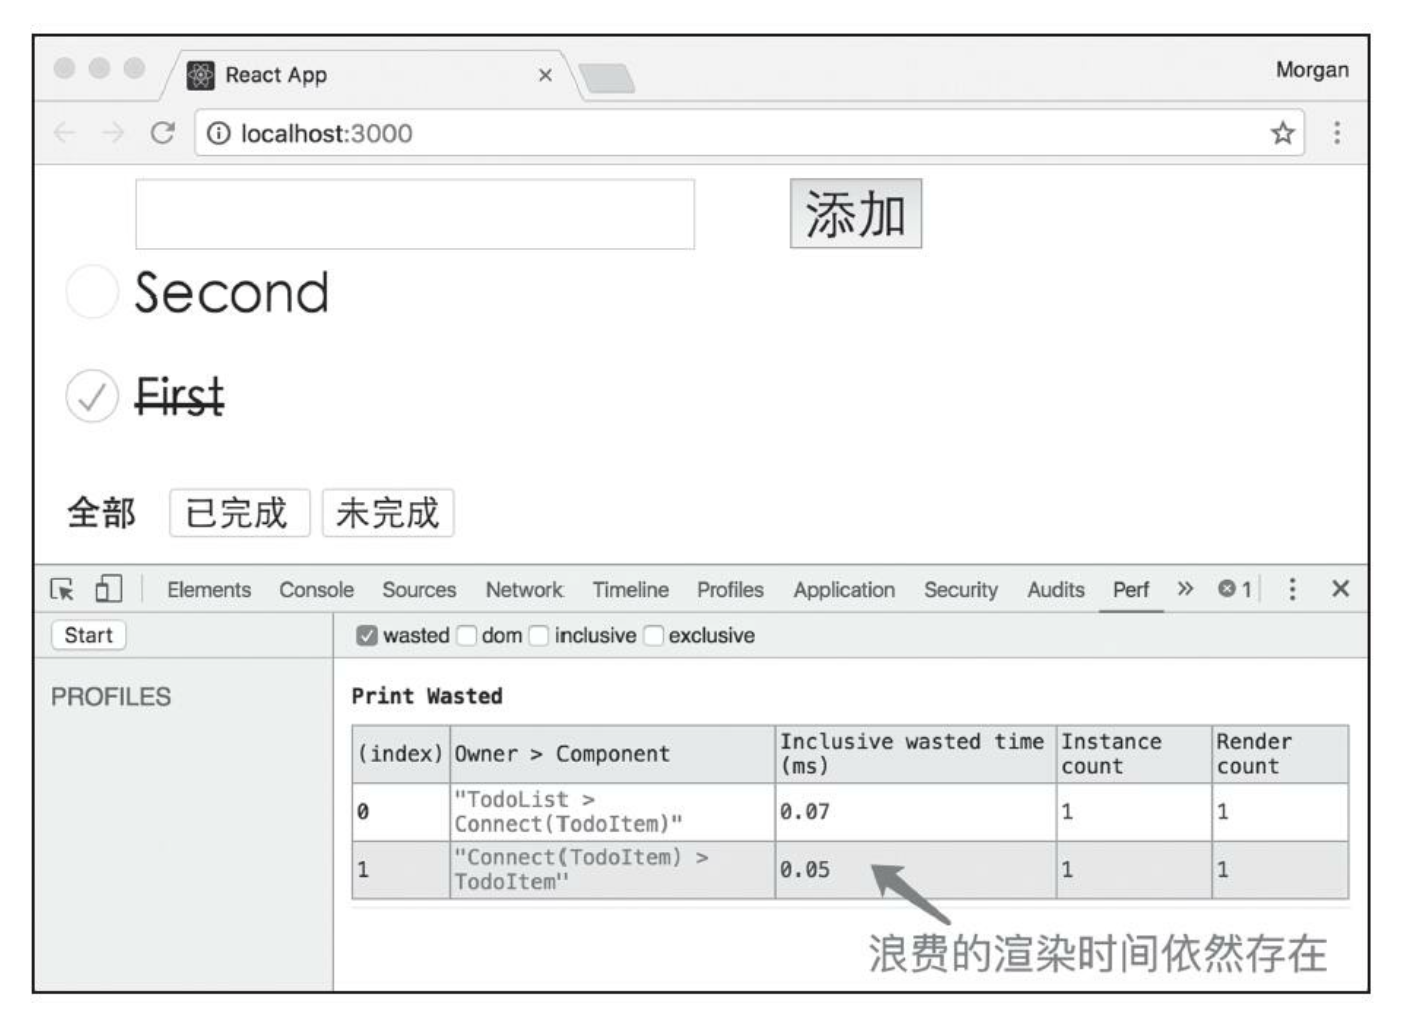 React App
Morgan
localhost:3000
添加
Second
First
全部 已完成 未完成
Elements Console Sources Network Timeline Profiles Application Security Audits Perf » 1
Start
wasted dom inclusive exclusive
PROFILES
Print Wasted
(index) Owner > Component Inclusive wasted time (ms) Instance count Render count
0 "TodoList > Connect(TodoItem)" 0.07 1 1
1 "Connect(TodoItem) > TodoItem" 0.05 1 1
浪费的渲染时间依然存在